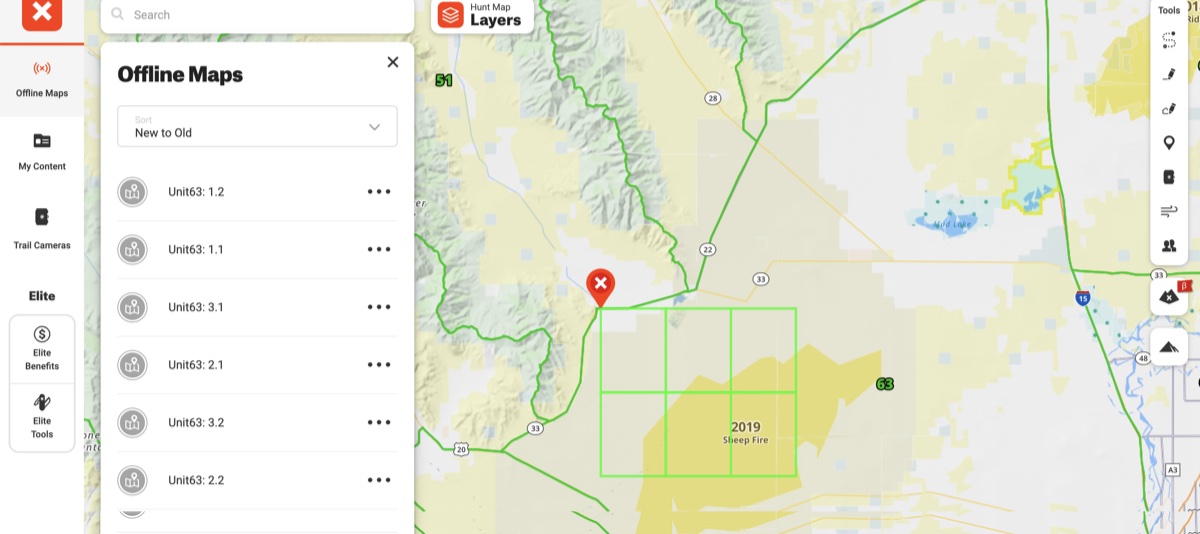 Offline Maps
My Content
Trail Cameras
Elite
Elite
Benefits
Elite
Tools
Search
Offline Maps
Sort
New to Old
Unit63: 1.2
Unit63: 1.1
Unit63: 3.1
Unit63: 2.1
Unit63: 3.2
Unit63: 2.2
Hunt Map
Layers
51
28
22
33
33
20
63
2019
Sheep Fire
Mud Lake
15
33
48
A3
Tools
β